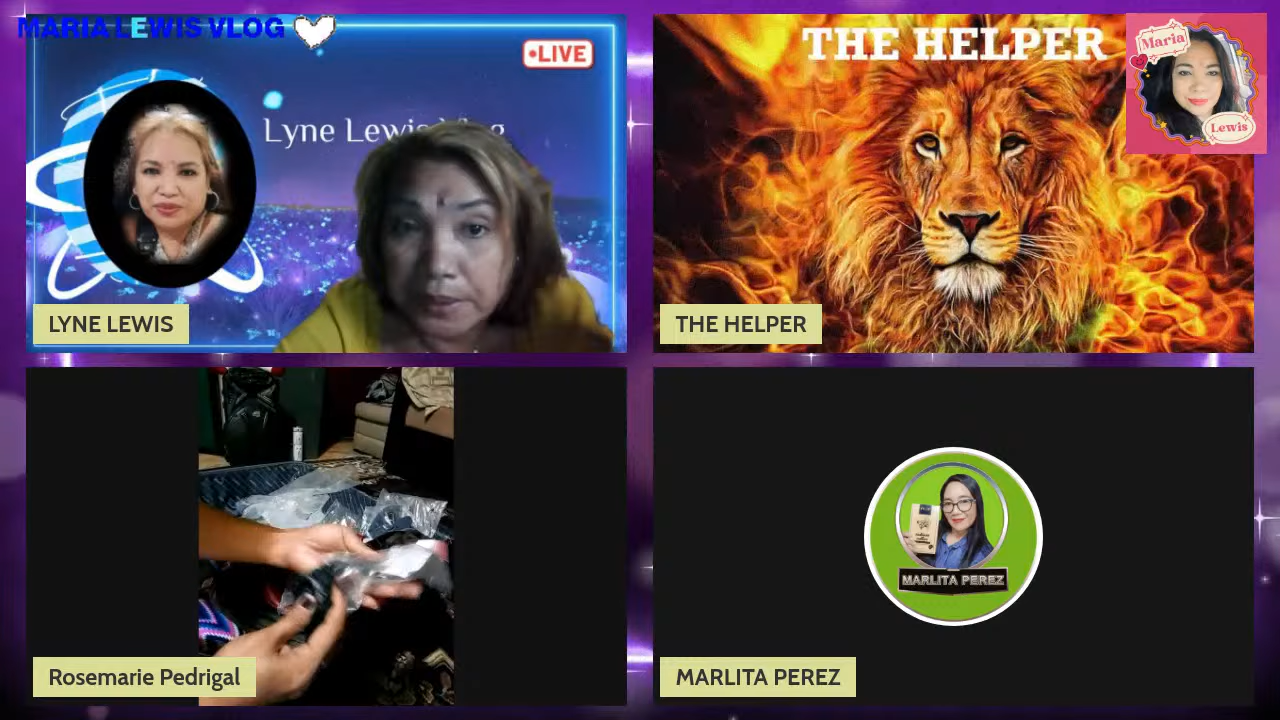 MARIA LEWIS VLOG
•LIVE
Lyne Lewis Vlog
LYNE LEWIS
THE HELPER
Maria
Lewis
THE HELPER
Rosemarie Pedrigal
MARLITA PEREZ
MARLITA PEREZ